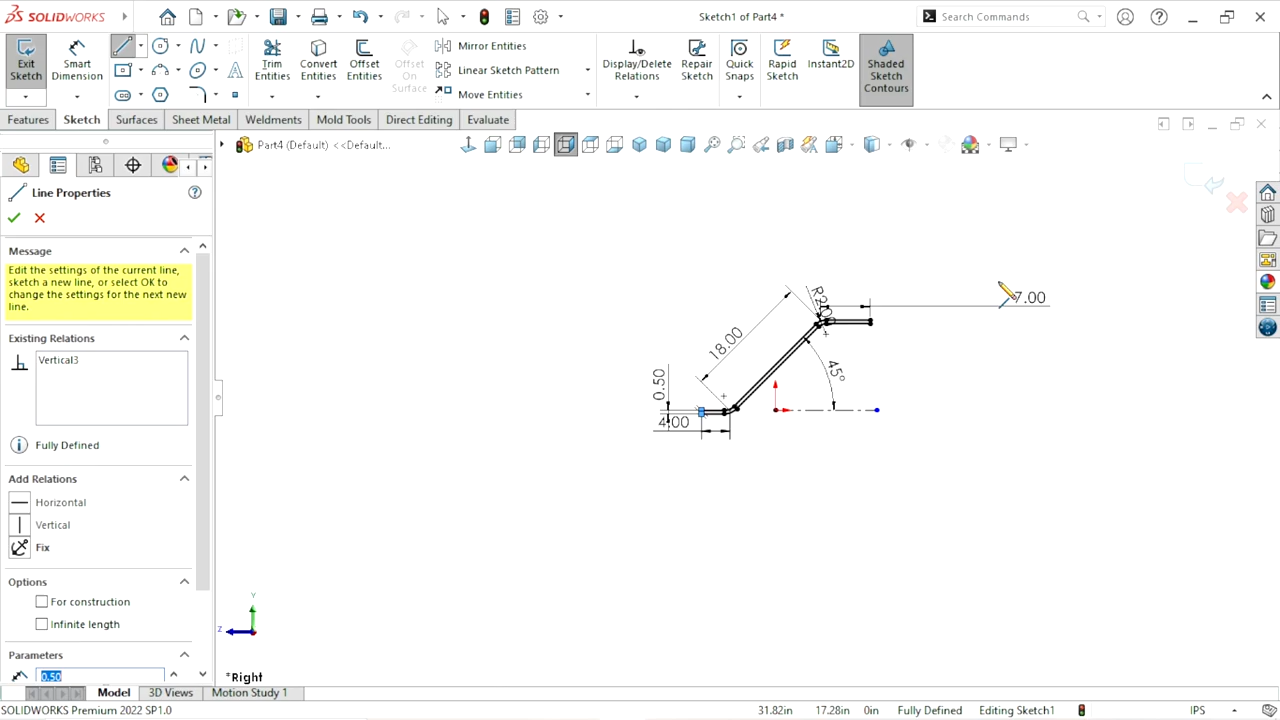 SOLIDWORKS
Sketch1 of Part4 *
Search Commands
Exit Sketch
Smart Dimension
Trim Entities
Convert Entities
Offset Entities
Offset On Surface
Mirror Entities
Linear Sketch Pattern
Move Entities
Display/Delete Relations
Repair Sketch
Quick Snaps
Rapid Sketch
Instant2D
Shaded Sketch Contours
Features
Sketch
Surfaces
Sheet Metal
Weldments
Mold Tools
Direct Editing
Evaluate
Part4 (Default) <<Default...
Line Properties
Message
Edit the settings of the current line,
sketch a new line, or select OK to
change the settings for the next new
line.
Existing Relations
Vertical3
Fully Defined
Add Relations
Horizontal
Vertical
Fix
Options
For construction
Infinite length
Parameters
0.50
7.00
18.00
45°
0.50
4.00
Y
Z
*Right
Model
3D Views
Motion Study 1
SOLIDWORKS Premium 2022 SP1.0
31.82in
17.28in
0in
Fully Defined
Editing Sketch1
IPS